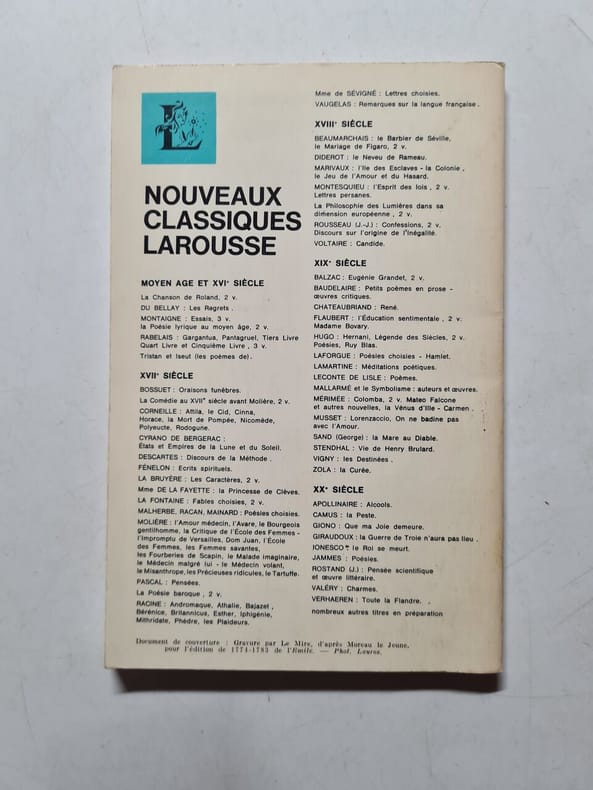 L
NOUVEAUX
CLASSIQUES
LAROUSSE
MOYEN AGE ET XVIe SIÈCLE
La Chanson de Roland, 2 v.
DU BELLAY : Les Regrets.
MONTAIGNE : Essais, 3 v.
la Poésie lyrique au moyen âge, 2 v.
RABELAIS : Gargantua, Pantagruel, Tiers Livre
Quart Livre et Cinquième Livre , 3 v.
Tristan et Iseut (les poèmes de).
XVIIe SIÈCLE
BOSSUET : Oraisons funèbres.
La Comédie au XVIIe siècle avant Molière, 2 v.
CORNEILLE : Attila, le Cid, Cinna,
Horace, la Mort de Pompée, Nicomède,
Polyeucte, Rodogune.
CYRANO DE BERGERAC :
États et Empires de la Lune et du Soleil.
DESCARTES : Discours de la Méthode .
FÉNELON : Ecrits spirituels.
LA BRUYÈRE : Les Caractères, 2 v.
Mme DE LA FAYETTE : la Princesse de Clèves.
LA FONTAINE : Fables choisies, 2 v.
MALHERBE, RACAN, MAINARD : Poésies choisies.
MOLIÈRE : l'Amour médecin, l'Avare, le Bourgeois
gentilhomme, la Critique de l'École des Femmes -
l'Impromptu de Versailles, Dom Juan, l'École
des Femmes, les Femmes savantes,
les Fourberies de Scapin, le Malade imaginaire,
le Médecin malgré lui - le Médecin volant,
le Misanthrope, les Précieuses ridicules, le Tartuffe.
PASCAL : Pensées.
La Poésie baroque , 2 v.
RACINE : Andromaque, Athalie, Bajazet ,
Bérénice, Britannicus, Esther, Iphigénie,
Mithridate, Phèdre, les Plaideurs.
Mme de SÉVIGNÉ : Lettres choisies.
VAUGELAS : Remarques sur la langue française .
XVIIIe SIÈCLE
BEAUMARCHAIS : le Barbier de Séville,
le Mariage de Figaro, 2 v.
DIDEROT : le Neveu de Rameau.
MARIVAUX : l'Ile des Esclaves - la Colonie ,
le Jeu de l'Amour et du Hasard.
MONTESQUIEU : l'Esprit des lois , 2 v.
Lettres persanes.
La Philosophie des Lumières dans sa
dimension européenne , 2 v.
ROUSSEAU (J.-J.) : Confessions, 2 v.
Discours sur l'origine de l'Inégalité.
VOLTAIRE : Candide.
XIXe SIÈCLE
BALZAC : Eugénie Grandet, 2 v.
BAUDELAIRE : Petits poèmes en prose -
œuvres critiques.
CHATEAUBRIAND : René.
FLAUBERT : l'Éducation sentimentale , 2 v.
Madame Bovary.
HUGO : Hernani, Légende des Siècles, 2 v.
Poésies, Ruy Blas.
LAFORGUE : Poésies choisies - Hamlet.
LAMARTINE : Méditations poétiques.
LECONTE DE LISLE : Poèmes.
MALLARMÉ et le Symbolisme : auteurs et œuvres.
MÉRIMÉE : Colomba, 2 v. Mateo Falcone
et autres nouvelles, la Vénus d'Ille - Carmen .
MUSSET : Lorenzaccio, On ne badine pas
avec l'Amour.
SAND (George) : la Mare au Diable.
STENDHAL : Vie de Henry Brulard.
VIGNY : les Destinées .
ZOLA : la Curée.
XXe SIÈCLE
APOLLINAIRE : Alcools.
CAMUS : la Peste.
GIONO : Que ma Joie demeure.
GIRAUDOUX : la Guerre de Troie n'aura pas lieu .
IONESCO : le Roi se meurt.
JAMMES : Poésies.
ROSTAND (J.) : Pensée scientifique
et œuvre littéraire.
VALÉRY : Charmes.
VERHAEREN : Toute la Flandre. .
nombreux autres titres en préparation
Document de couverture : Gravure par Le Mire, d'après Moreau le Jeune,
pour l'édition de 1774-1783 de l'Emile. — Phot. Lauros.